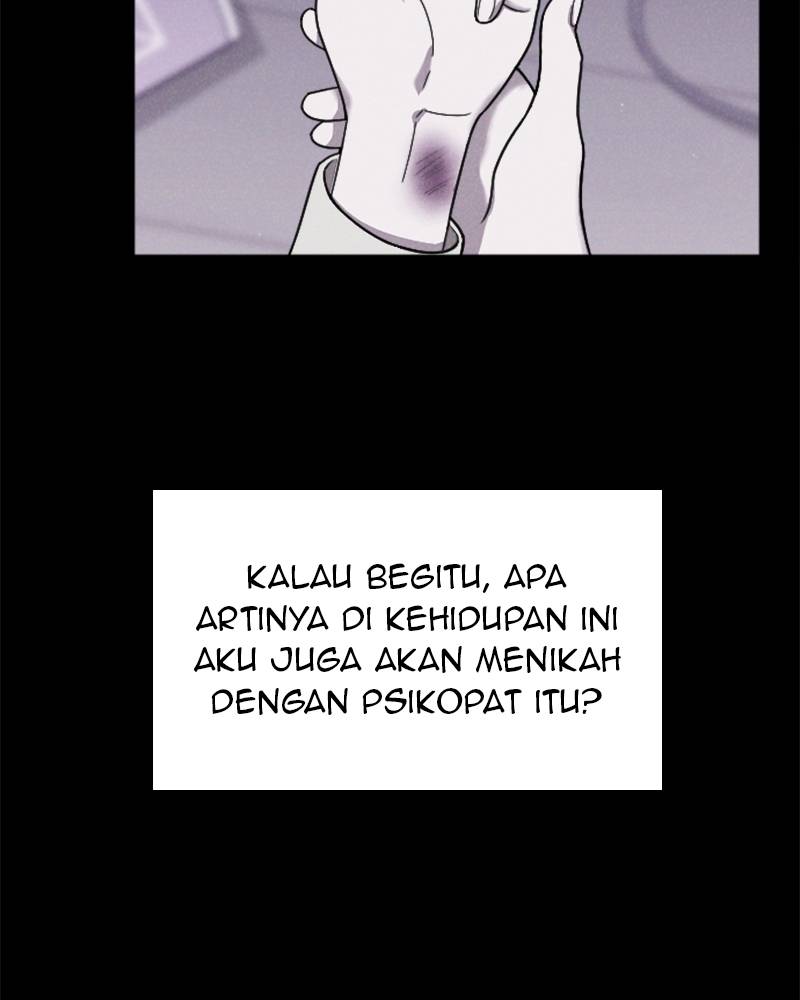 KALAU BEGITU, APA
ARTINYA DI KEHIDUPAN INI
AKU JUGA AKAN MENIKAH
DENGAN PSIKOPAT ITU?